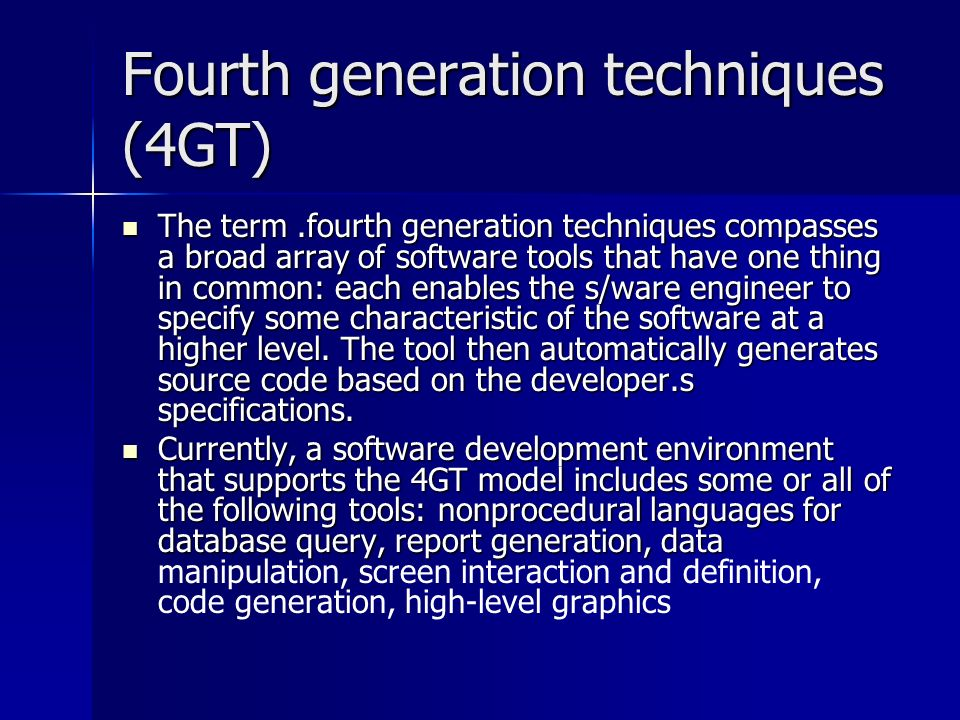 Fourth generation techniques
(4GT)
The term .fourth generation techniques compasses
a broad array of software tools that have one thing
in common: each enables the s/ware engineer to
specify some characteristic of the software at a
higher level. The tool then automatically generates
source code based on the developer.s
specifications.
Currently, a software development environment
that supports the 4GT model includes some or all of
the following tools: nonprocedural languages for
database query, report generation, data
manipulation, screen interaction and definition,
code generation, high-level graphics